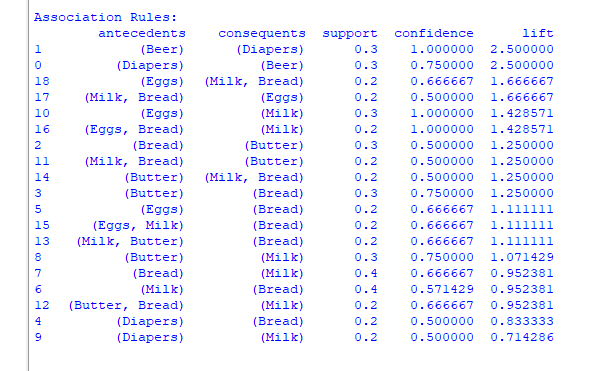 Association Rules:
antecedents consequents support confidence lift
1 (Beer) (Diapers) 0.3 1.000000 2.500000
0 (Diapers) (Beer) 0.3 0.750000 2.500000
18 (Eggs) (Milk, Bread) 0.2 0.666667 1.666667
17 (Milk, Bread) (Eggs) 0.2 0.500000 1.666667
10 (Eggs) (Milk) 0.3 1.000000 1.428571
16 (Eggs, Bread) (Milk) 0.2 1.000000 1.428571
2 (Bread) (Butter) 0.3 0.500000 1.250000
11 (Milk, Bread) (Butter) 0.2 0.500000 1.250000
14 (Butter) (Milk, Bread) 0.2 0.500000 1.250000
3 (Butter) (Bread) 0.3 0.750000 1.250000
5 (Eggs) (Bread) 0.2 0.666667 1.111111
15 (Eggs, Milk) (Bread) 0.2 0.666667 1.111111
13 (Milk, Butter) (Bread) 0.2 0.666667 1.111111
8 (Butter) (Milk) 0.3 0.750000 1.071429
7 (Bread) (Milk) 0.4 0.666667 0.952381
6 (Milk) (Bread) 0.4 0.571429 0.952381
12 (Butter, Bread) (Milk) 0.2 0.666667 0.952381
4 (Diapers) (Bread) 0.2 0.500000 0.833333
9 (Diapers) (Milk) 0.2 0.500000 0.714286